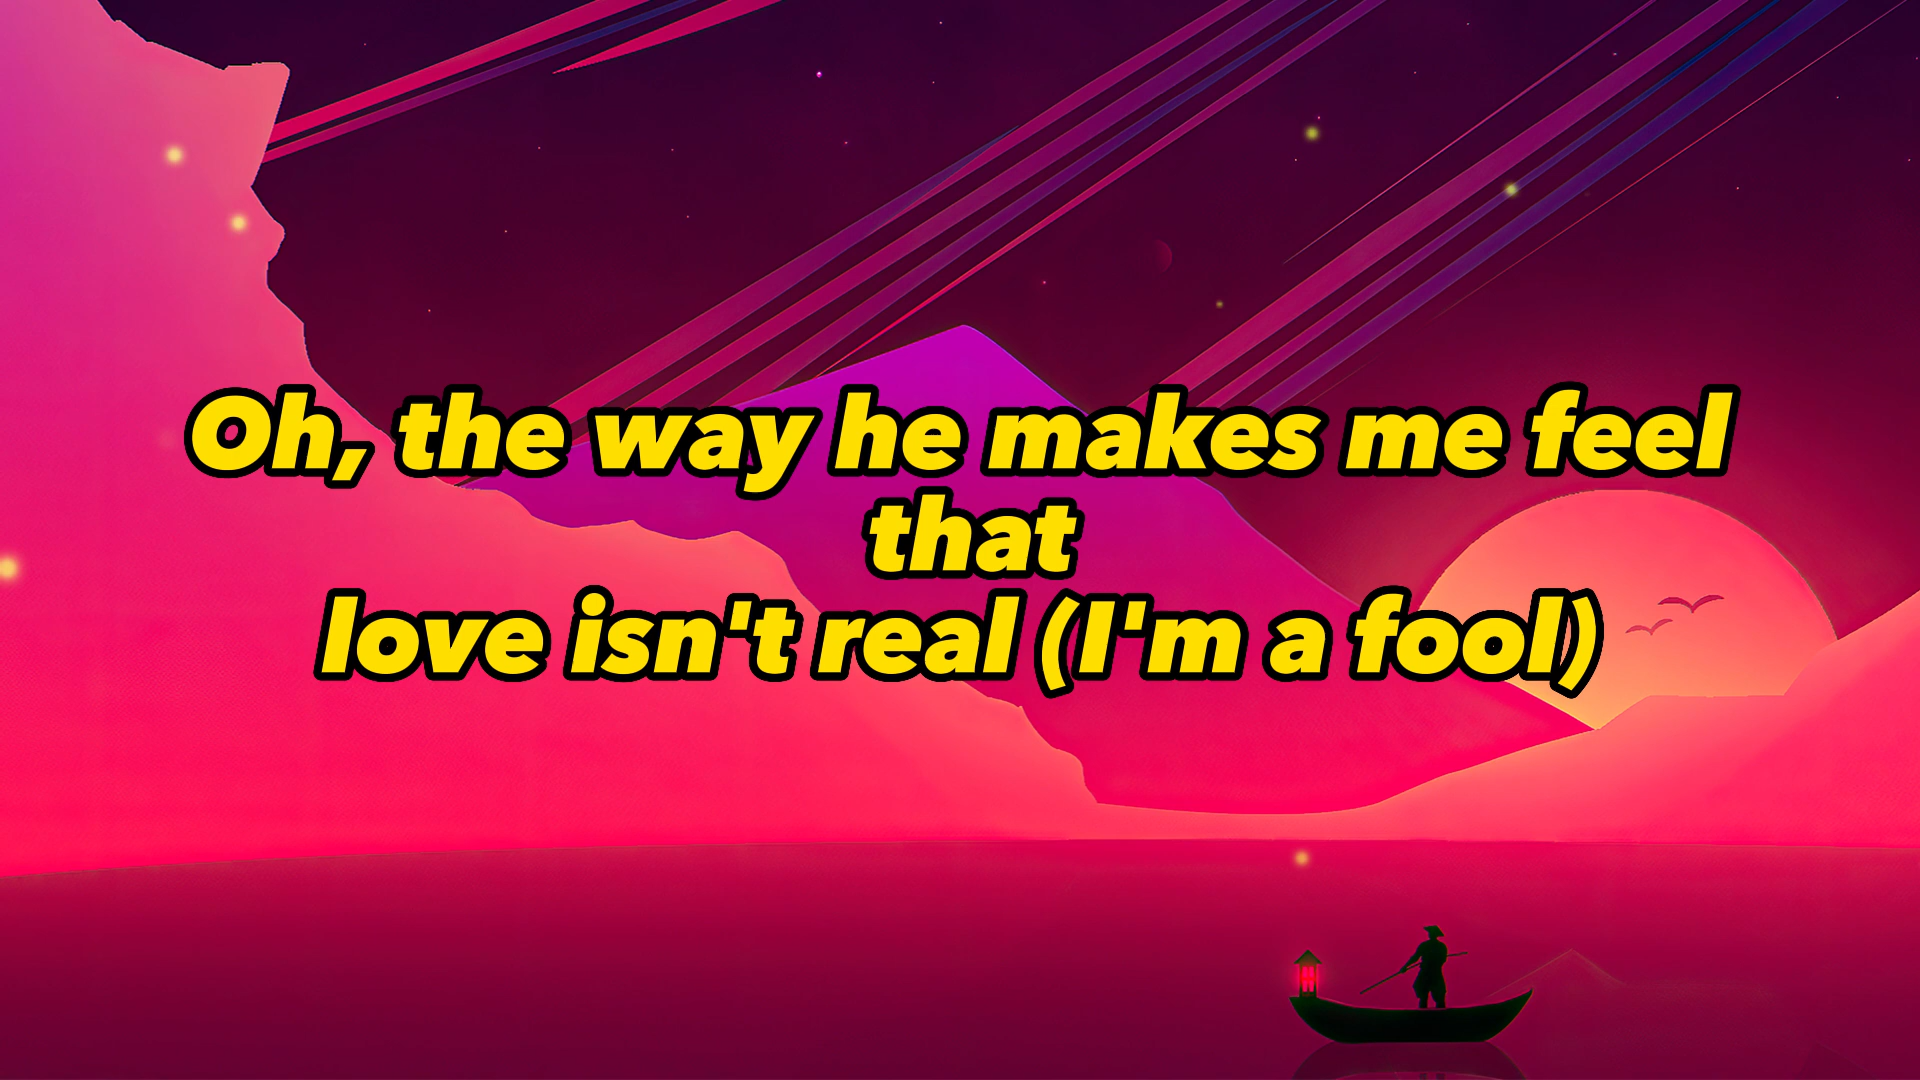 Oh, the way he makes me feel
that
love isn't real (I'm a fool)